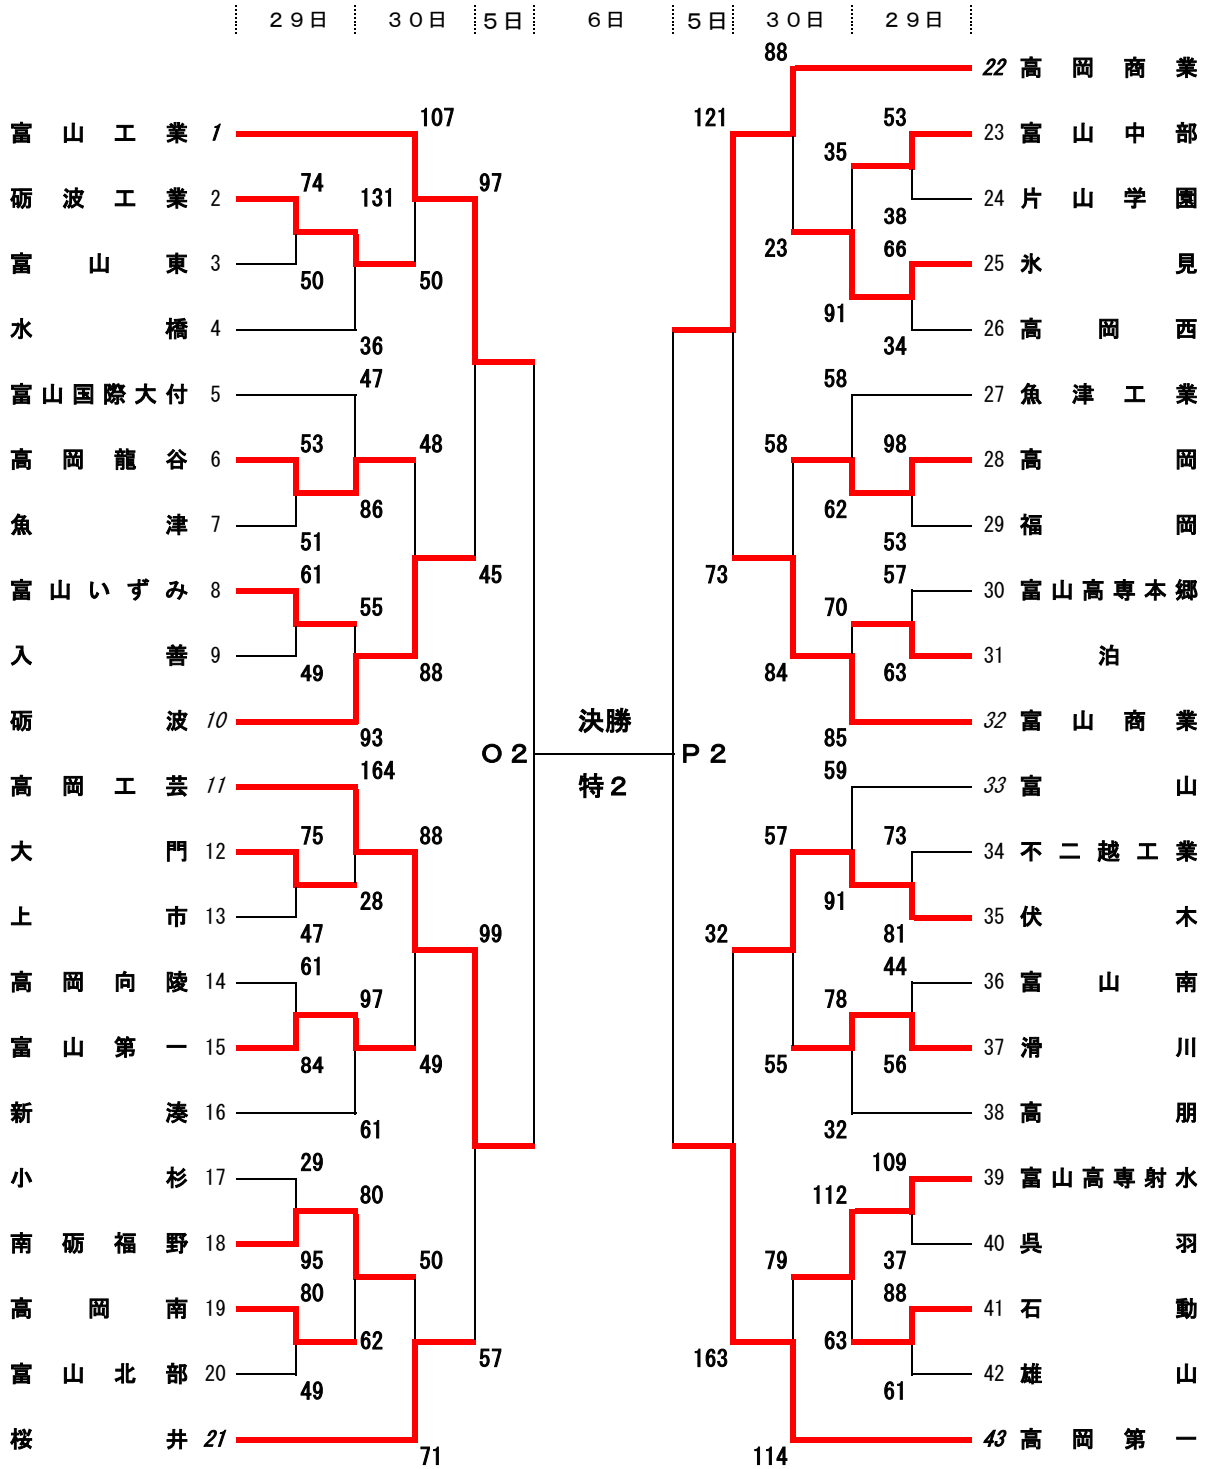 ２９日 ３０日 ５日 ６日 ５日 ３０日 ２９日
88
22 高岡商業
107 121 53
富山工業 1 23 富山中部
35
74 131 97
砺波工業 2 24 片山学園
38
23 66
富山東 3 25 氷見
50 50
91
水橋 4 26 高岡西
36 34
47 58
富山国際大付 5 27 魚津工業
53 48 58 98
高岡龍谷 6 28 高岡
86 62
魚津 7 29 福岡
51 53
61 45 73 57
富山いずみ 8 30 富山高専本郷
55 70
入善 9 31 泊
49 88 84 63
砺波 10 決勝 32 富山商業
93 85
Ｏ２ Ｐ２
164 59
高岡工芸 11 特２ 33 富山
75 88 57 73
大門 12 34 不二越工業
28 91
上市 13 35 伏木
47 99 32 81
61 44
高岡向陵 14 36 富山南
97 78
富山第一 15 37 滑川
84 49 55 56
新湊 16 38 高朋
61 32
29 109
小杉 17 39 富山高専射水
80 112
南砺福野 18 40 呉羽
95 50 79 37
80 88
高岡南 19 41 石動
62 63
57 163
富山北部 20 42 雄山
49 61
桜井 21 43 高岡第一
71 114